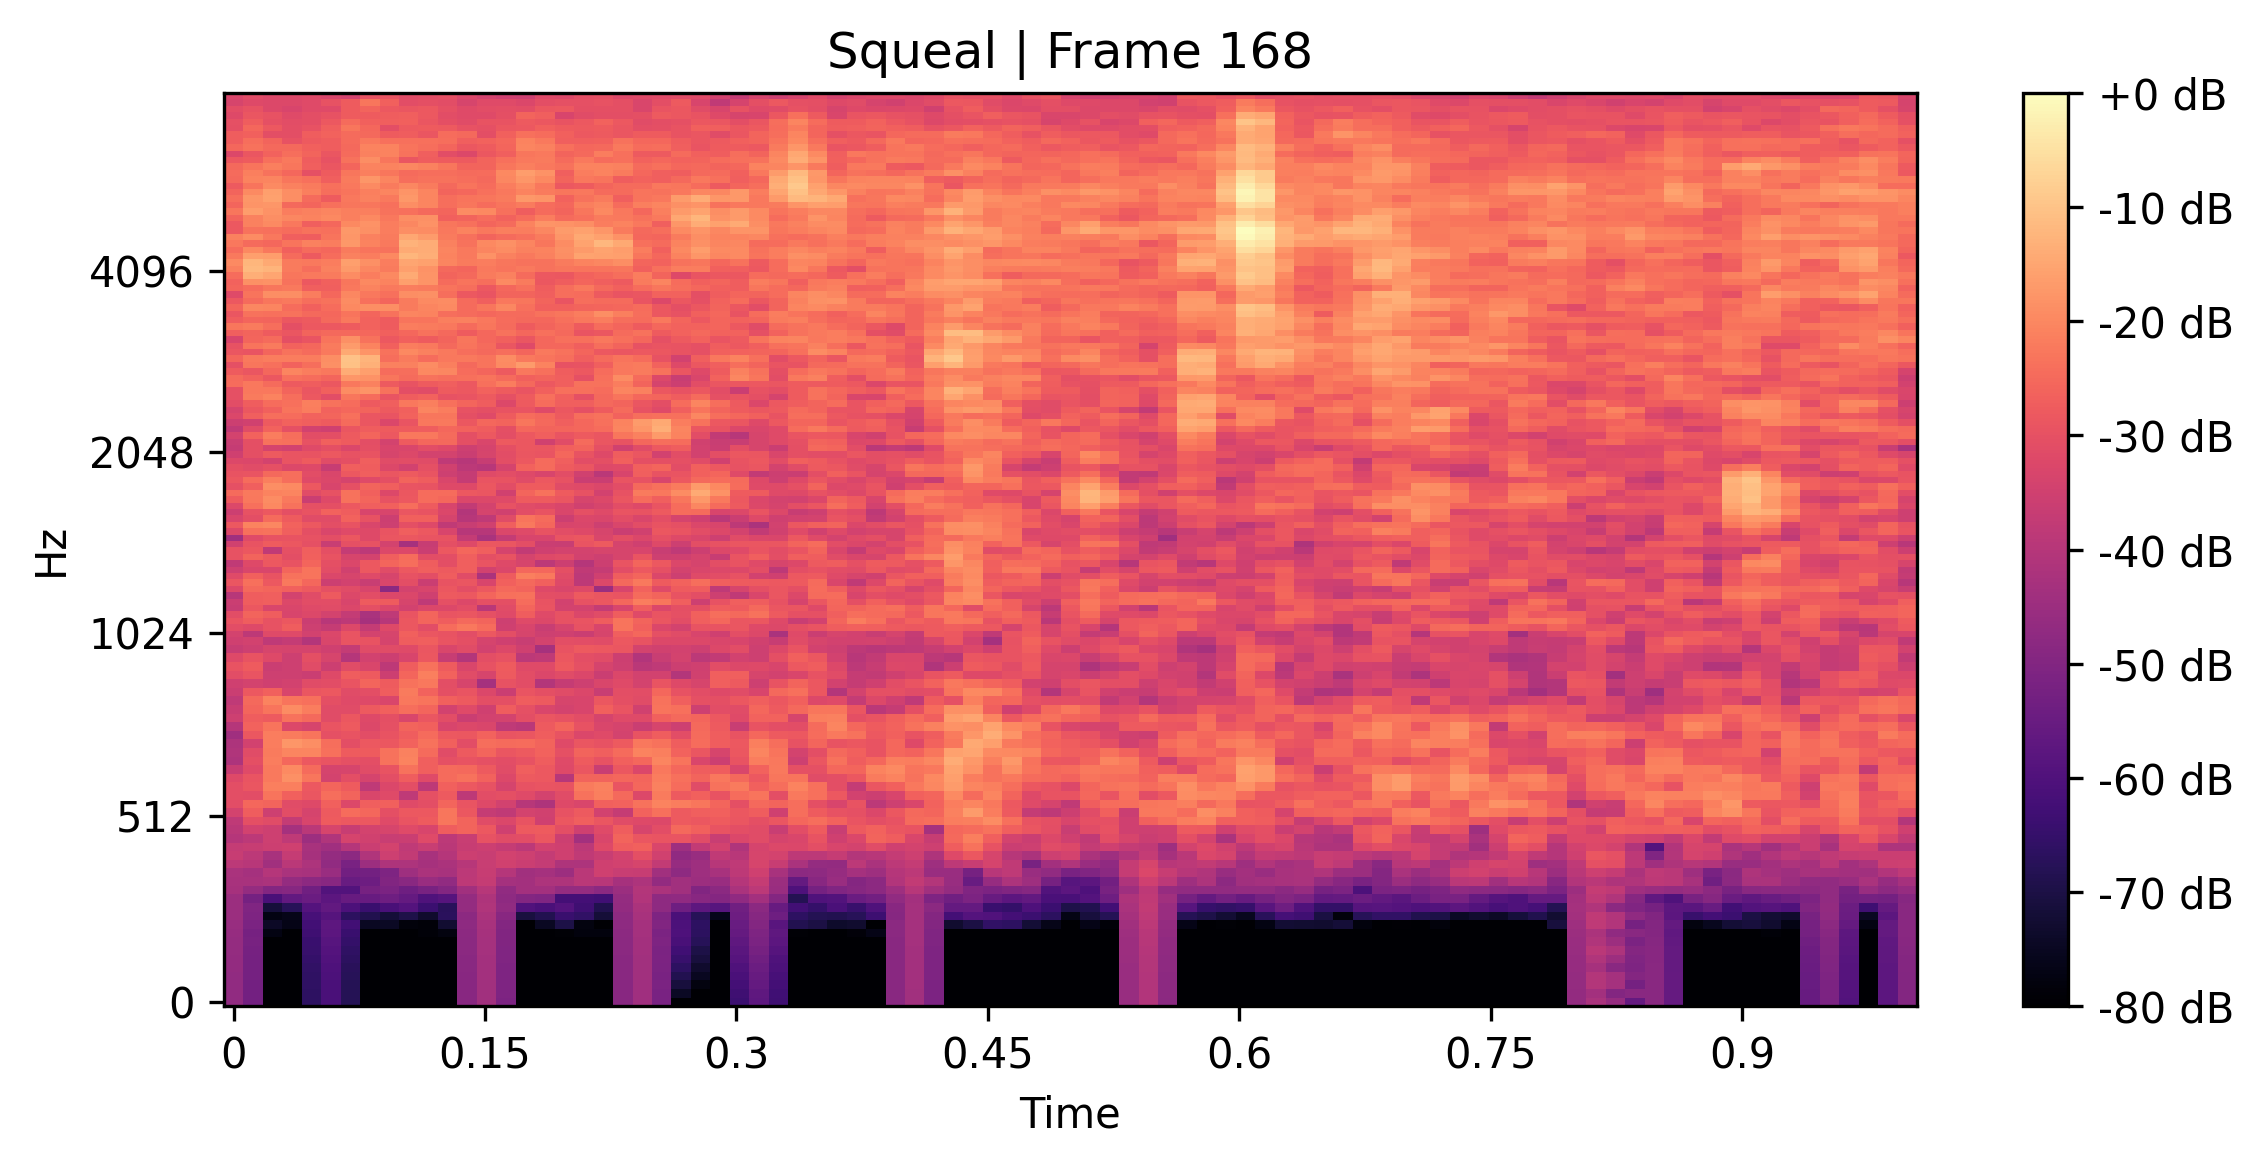 Squeal | Frame 168
+0 dB
-10 dB
-20 dB
-30 dB
-40 dB
-50 dB
-60 dB
-70 dB
-80 dB
Hz
4096
2048
1024
512
0
0 0.15 0.3 0.45 0.6 0.75 0.9
Time